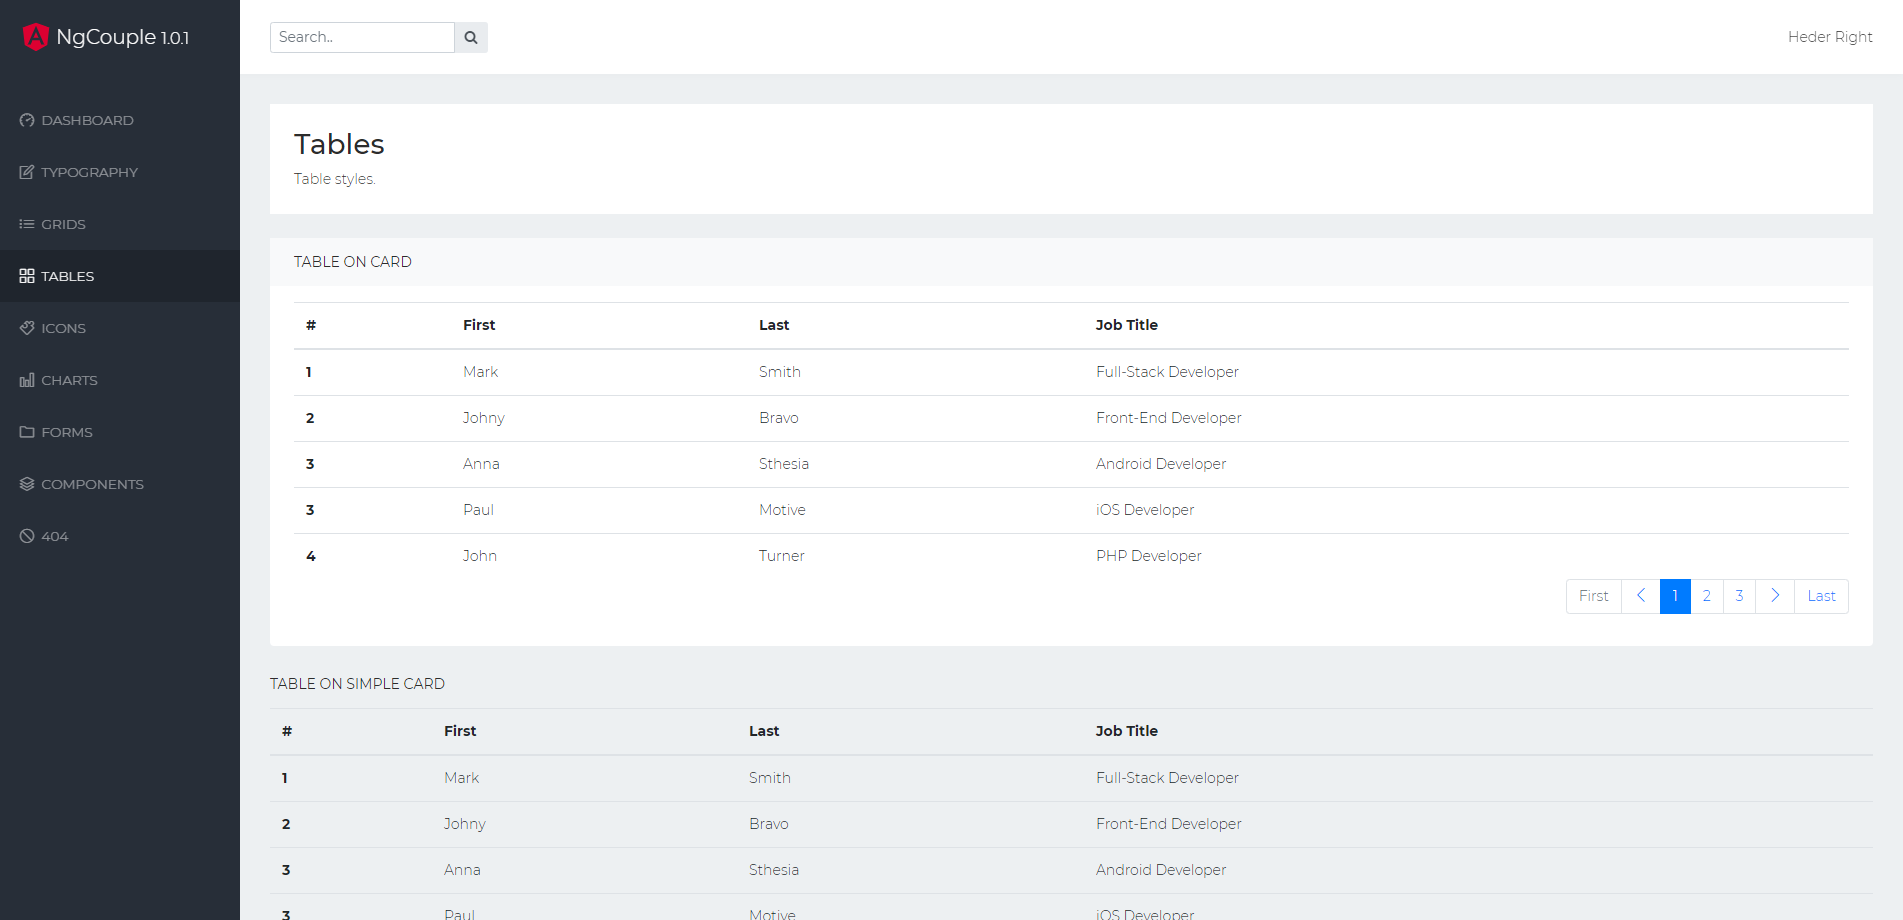 NgCouple 1.0.1
Search..
Heder Right
DASHBOARD
TYPOGRAPHY
GRIDS
TABLES
ICONS
CHARTS
FORMS
COMPONENTS
404
Tables
Table styles.
TABLE ON CARD
# First Last Job Title
1 Mark Smith Full-Stack Developer
2 Johny Bravo Front-End Developer
3 Anna Sthesia Android Developer
3 Paul Motive iOS Developer
4 John Turner PHP Developer
First 1 2 3 Last
TABLE ON SIMPLE CARD
# First Last Job Title
1 Mark Smith Full-Stack Developer
2 Johny Bravo Front-End Developer
3 Anna Sthesia Android Developer
3 Paul Motive iOS Developer